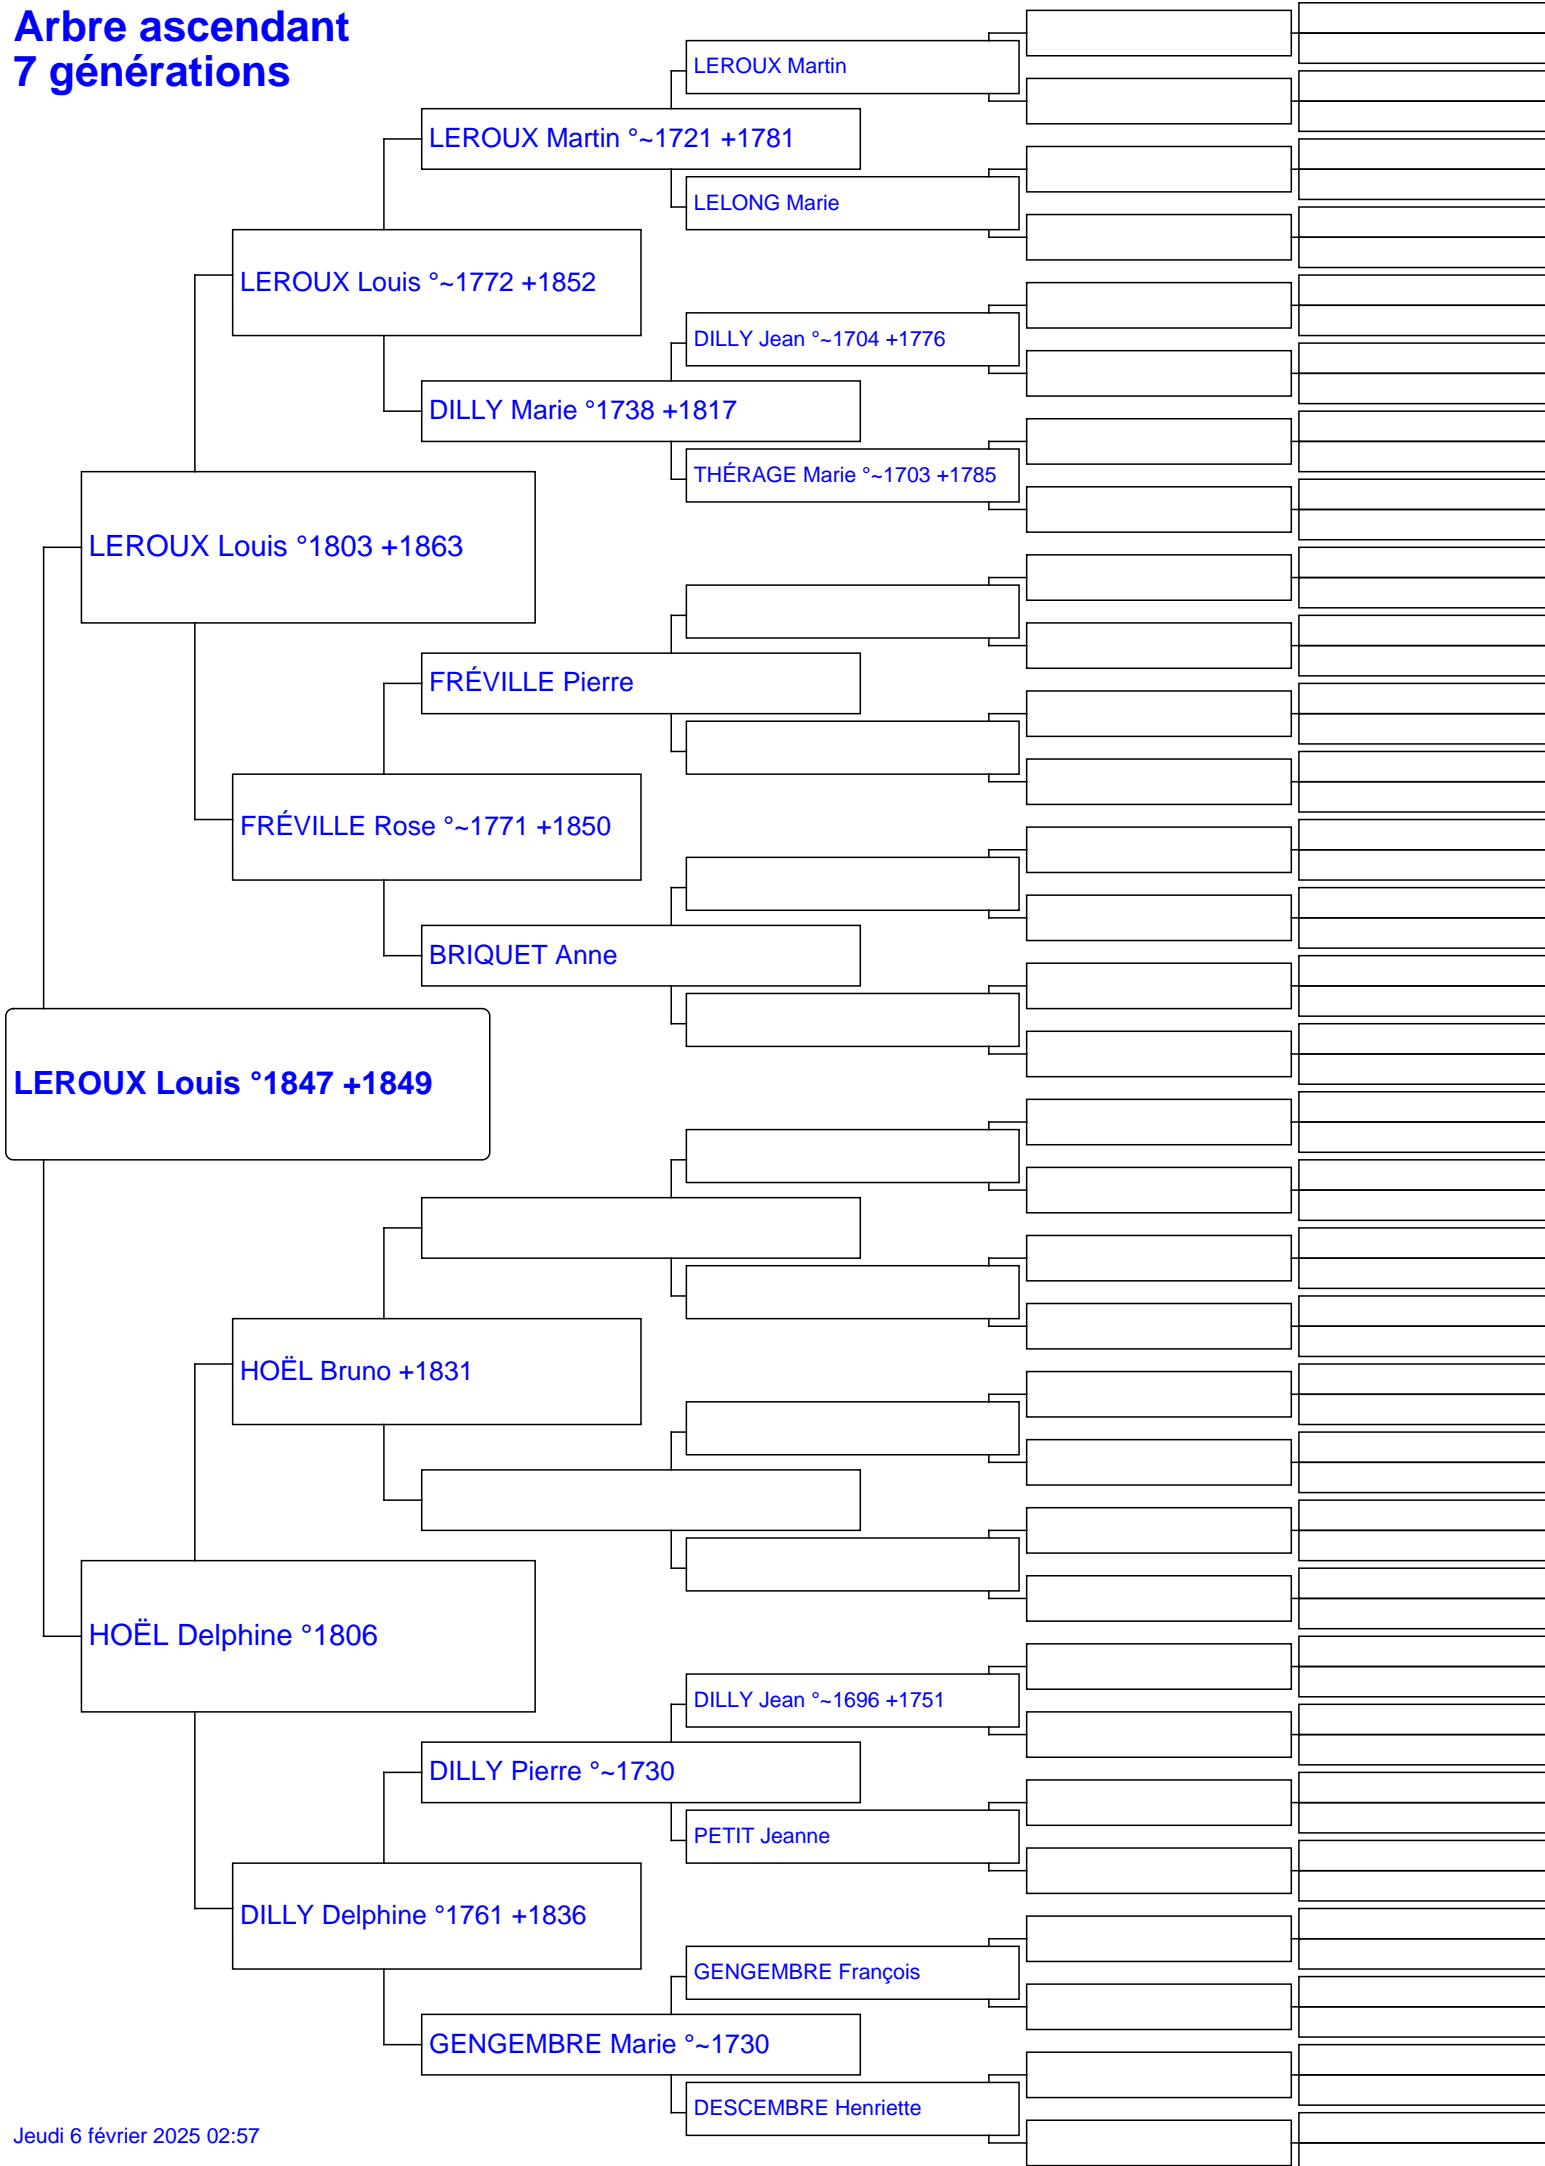 Arbre ascendant
7 générations
LEROUX Martin
LEROUX Martin °~1721 +1781
LELONG Marie
LEROUX Louis °~1772 +1852
DILLY Jean °~1704 +1776
DILLY Marie °1738 +1817
THÉRAGE Marie °~1703 +1785
LEROUX Louis °1803 +1863
FRÉVILLE Pierre
FRÉVILLE Rose °~1771 +1850
BRIQUET Anne
LEROUX Louis °1847 +1849
HOËL Bruno +1831
HOËL Delphine °1806
DILLY Jean °~1696 +1751
DILLY Pierre °~1730
PETIT Jeanne
DILLY Delphine °1761 +1836
GENGEMBRE François
GENGEMBRE Marie °~1730
DESCEMBRE Henriette
Jeudi 6 février 2025 02:57